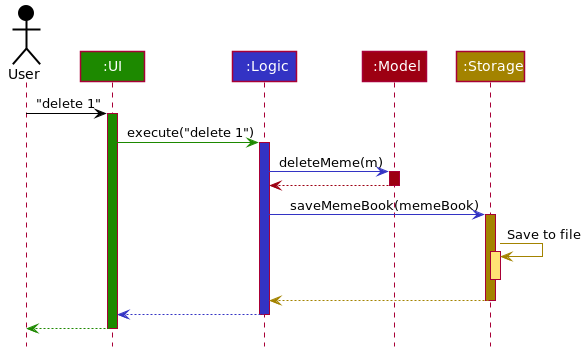 User
:UI
:Logic
:Model
:Storage
"delete 1"
execute("delete 1")
deleteMeme(m)
saveMemeBook(memeBook)
Save to file